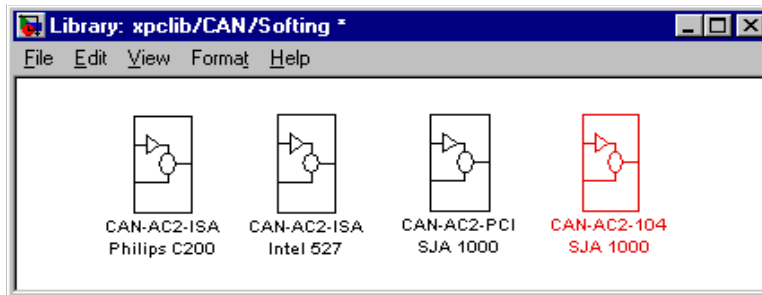 Library: xpclib/CAN/Softing *
File Edit View Format Help
CAN-AC2-ISA CAN-AC2-ISA CAN-AC2-PCI CAN-AC2-104
Philips C200 Intel 527 SJA 1000 SJA 1000